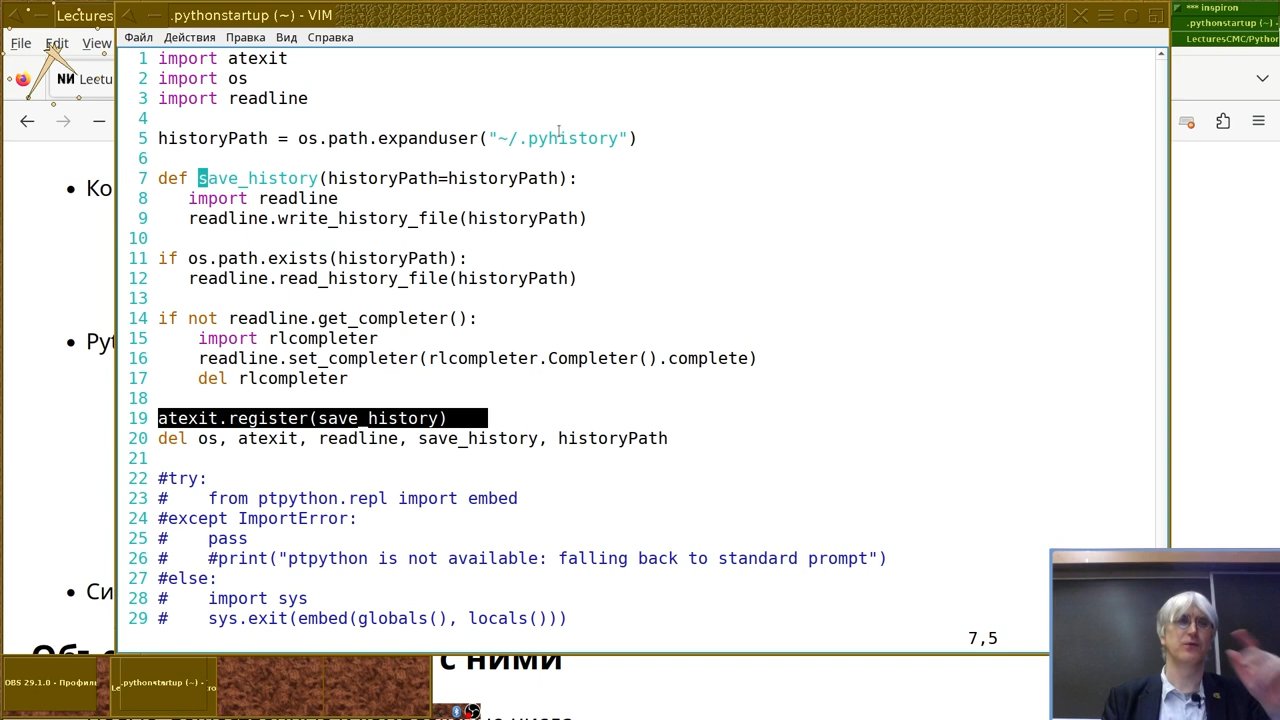 Lectures
.pythonstartup (~) - VIM
*** inspiron
.pythonstartup (~) -
LecturesCMC/Python
File Edit View
Файл Действия Правка Вид Справка
Lectu
1 import atexit
2 import os
3 import readline
4
5 historyPath = os.path.expanduser("~/.pyhistory")
6
7 def save_history(historyPath=historyPath):
8    import readline
9    readline.write_history_file(historyPath)
10
11 if os.path.exists(historyPath):
12    readline.read_history_file(historyPath)
13
14 if not readline.get_completer():
15     import rlcompleter
16     readline.set_completer(rlcompleter.Completer().complete)
17     del rlcompleter
18
19 atexit.register(save_history)
20 del os, atexit, readline, save_history, historyPath
21
22 #try:
23 #    from ptpython.repl import embed
24 #except ImportError:
25 #    pass
26 #    #print("ptpython is not available: falling back to standard prompt")
27 #else:
28 #    import sys
29 #    sys.exit(embed(globals(), locals()))
7,5
Ко
Pyt
Си
с ними
OBS 29.1.0 - Профиль
.pythonstartup (~) -